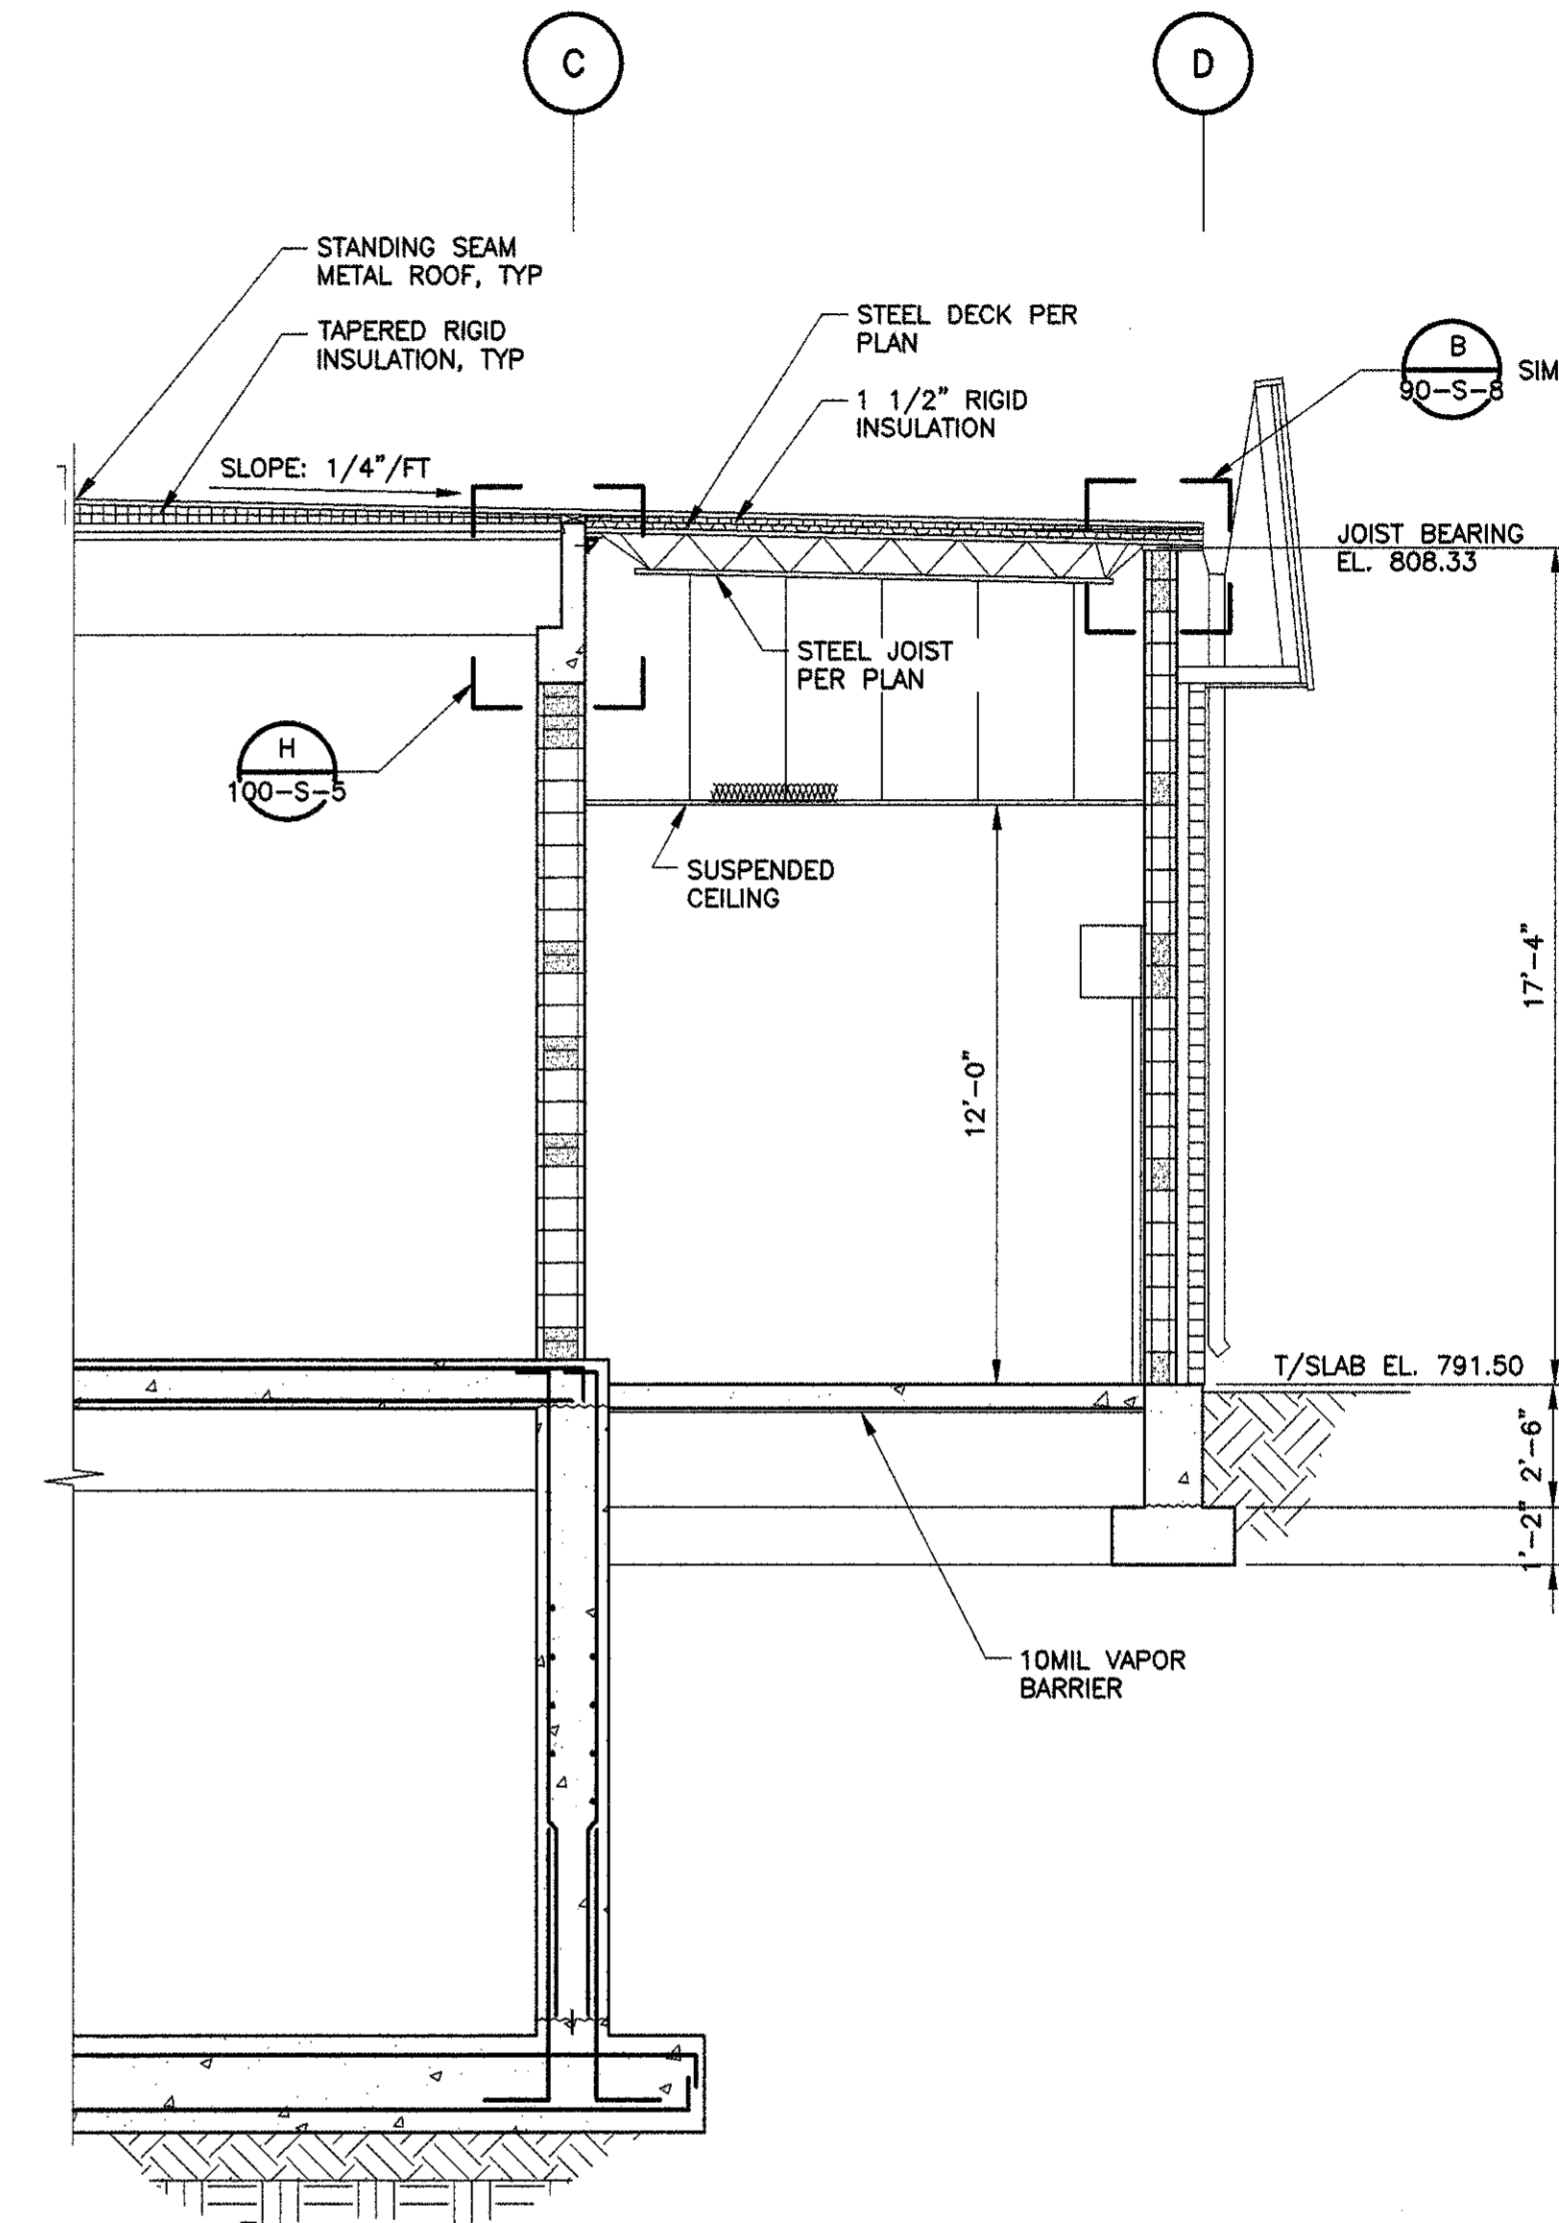 C
D
STANDING SEAM
METAL ROOF, TYP
TAPERED RIGID
INSULATION, TYP
STEEL DECK PER
PLAN
1 1/2" RIGID
INSULATION
B
90-S-8
SIM
SLOPE: 1/4"/FT
JOIST BEARING
EL. 808.33
STEEL JOIST
PER PLAN
H
100-S-5
SUSPENDED
CEILING
17'-4"
12'-0"
T/SLAB EL. 791.50
2'-6"
1'-2"
10MIL VAPOR
BARRIER